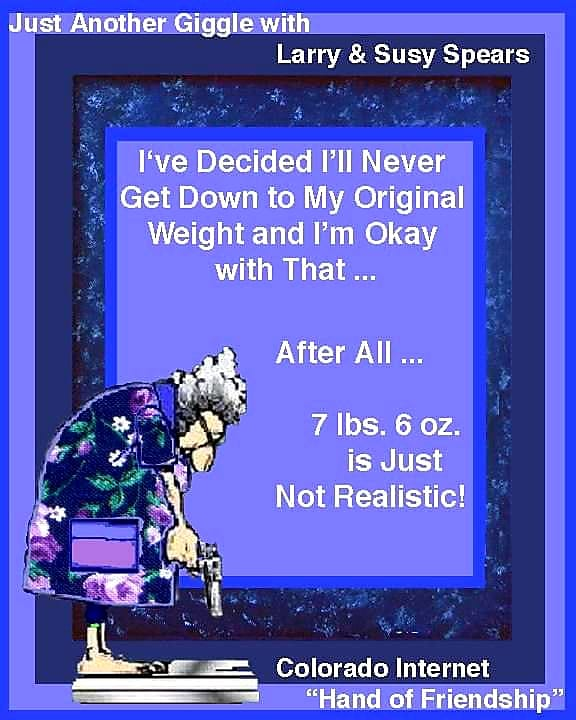 Just Another Giggle with
Larry & Susy Spears
I‘ve Decided I’ll Never
Get Down to My Original
Weight and I’m Okay
with That ...
After All ...
7 lbs. 6 oz.
is Just
Not Realistic!
Colorado Internet
“Hand of Friendship”